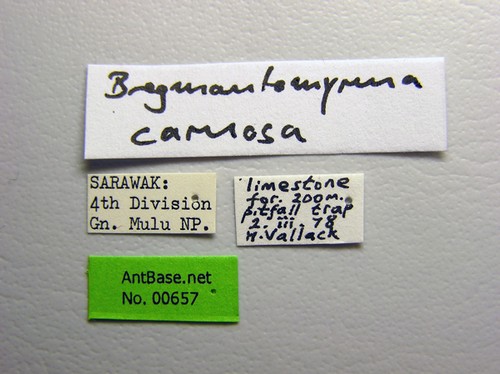 Bregmantomyrma
carnosa
SARAWAK:
4th Division
Gn. Mulu NP.
limestone
for. 200m.
pitfall trap
2. iii. 78
H.Vallack
AntBase.net
No. 00657